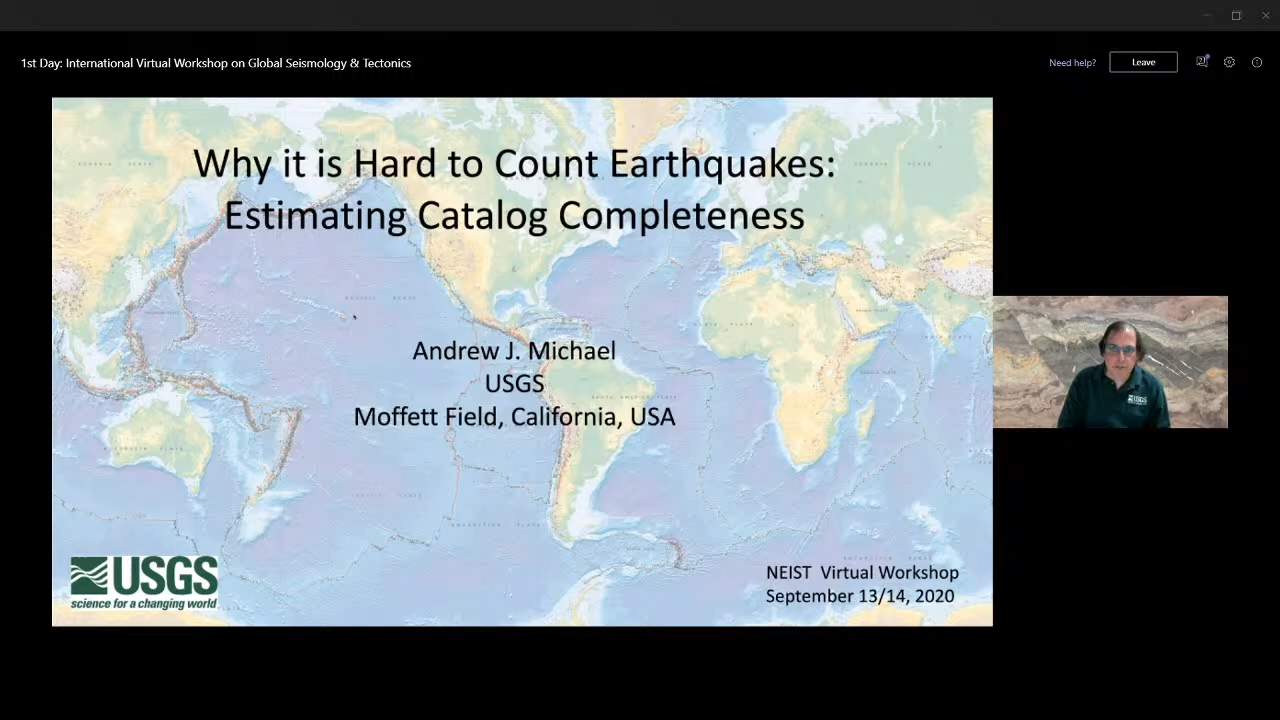 1st Day: International Virtual Workshop on Global Seismology & Tectonics
Need help?
Leave
Why it is Hard to Count Earthquakes:
Estimating Catalog Completeness
Andrew J. Michael
USGS
Moffett Field, California, USA
USGS
USGS
science for a changing world
NEIST Virtual Workshop
September 13/14, 2020